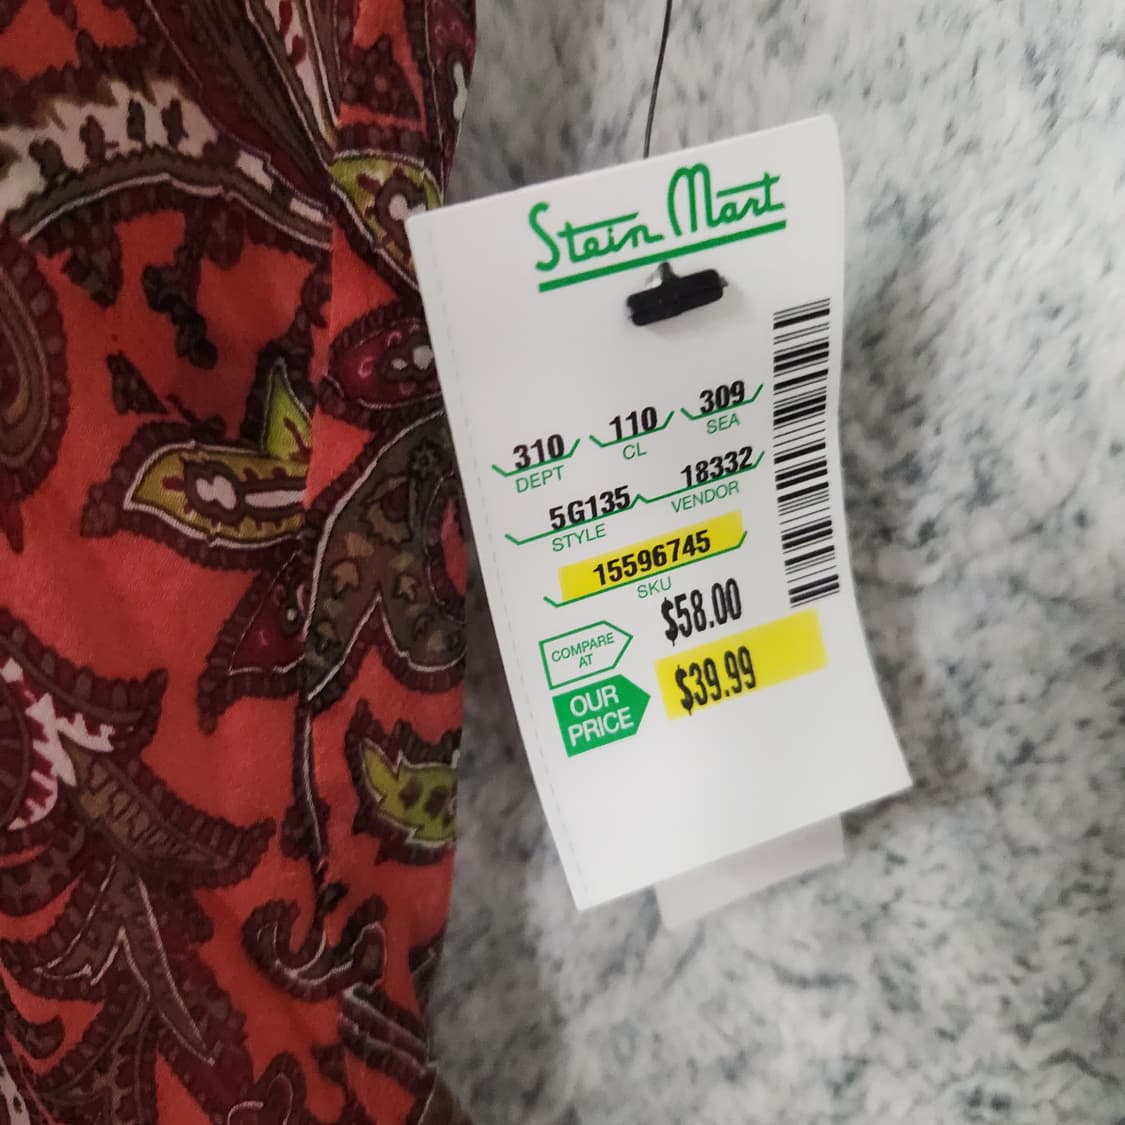 Stein Mart
310 110 309
DEPT CL SEA
5G135 18332
STYLE VENDOR
15596745
SKU
COMPARE AT $58.00
OUR PRICE $39.99